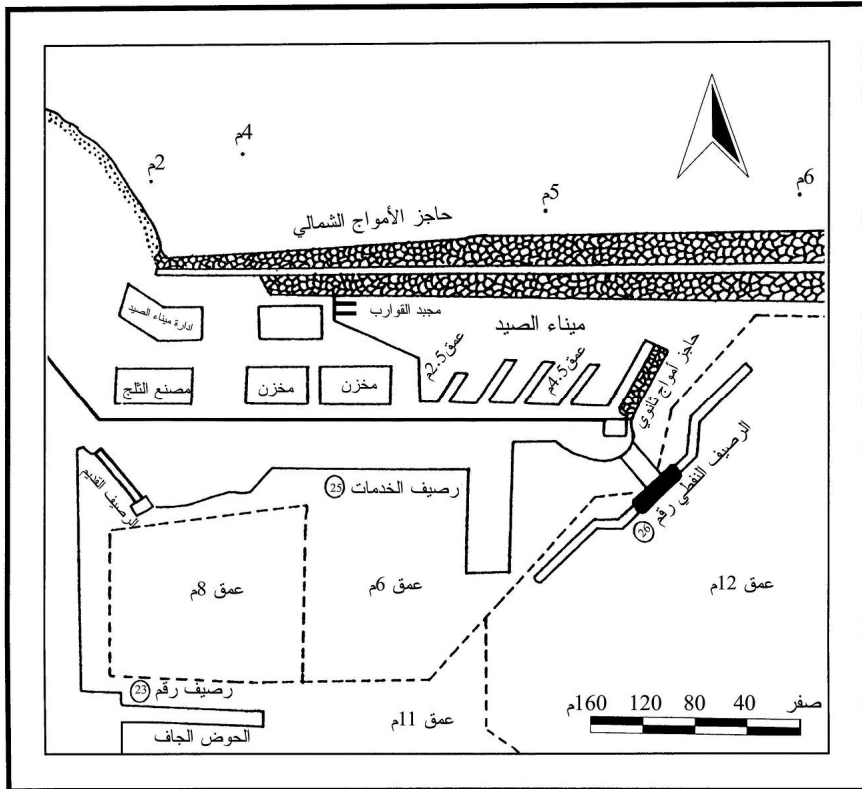 4م
2م
5م
6م
حاجز الأمواج الشمالي
مجبد القوارب
ميناء الصيد
ادارة ميناء الصيد
عمق 2.5م
عمق 4.5م
حاجز أمواج ثانوي
مصنع الثلج
مخزن
مخزن
الرصيف النفطي رقم 26
الرصيف القديم
رصيف الخدمات 25
عمق 8م
عمق 6م
عمق 12م
رصيف رقم 23
عمق 11م
الحوض الجاف
صفر 40 80 120 160م